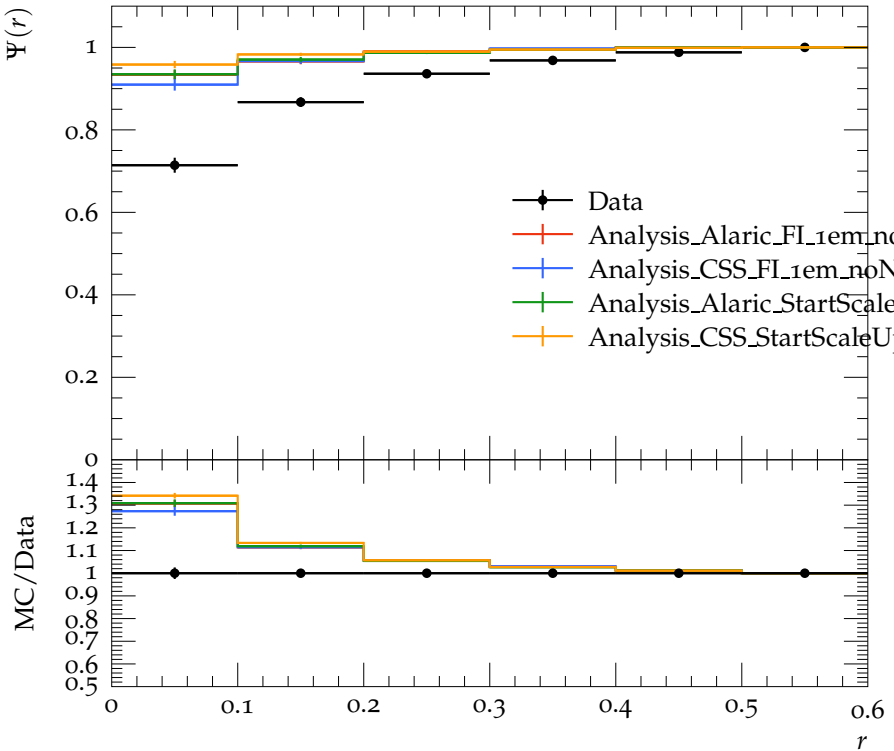 Ψ(r)
1
0.8
0.6
0.4
0.2
0
Data
Analysis_Alaric_FI_1em_no
Analysis_CSS_FI_1em_noN
Analysis_Alaric_StartScale
Analysis_CSS_StartScaleU
MC/Data
1.4
1.3
1.2
1.1
1
0.9
0.8
0.7
0.6
0.5
0 0.1 0.2 0.3 0.4 0.5 0.6
r